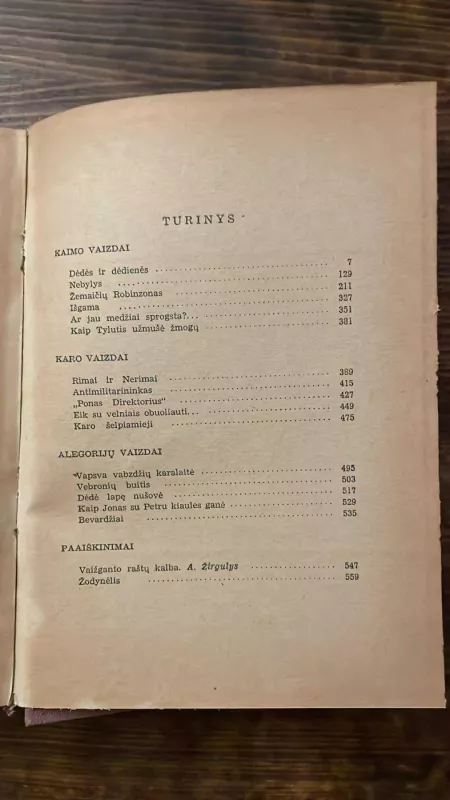 TURINYS
KAIMO VAIZDAI
Dėdės ir dėdienės 7
Nebylys 129
Žemaičių Robinzonas 211
Išgama 327
Ar jau medžiai sprogsta?... 351
Kaip Tylutis užmušė žmogų 381
KARO VAIZDAI
Rimai ir Nerimai 389
Antimilitarininkas 415
„Ponas Direktorius“ 427
Eik su velniais obuoliauti... 449
Karo šelpiamieji 475
ALEGORIJŲ VAIZDAI
Vapsva vabzdžių karalaitė 495
Vebronių buitis 503
Dėdė lapę nušovė 517
Kaip Jonas su Petru kiaules ganė 529
Bevardžiai 535
PAAIŠKINIMAI
Vaižganto raštų kalba. A. Žirgulys 547
Žodynėlis 559